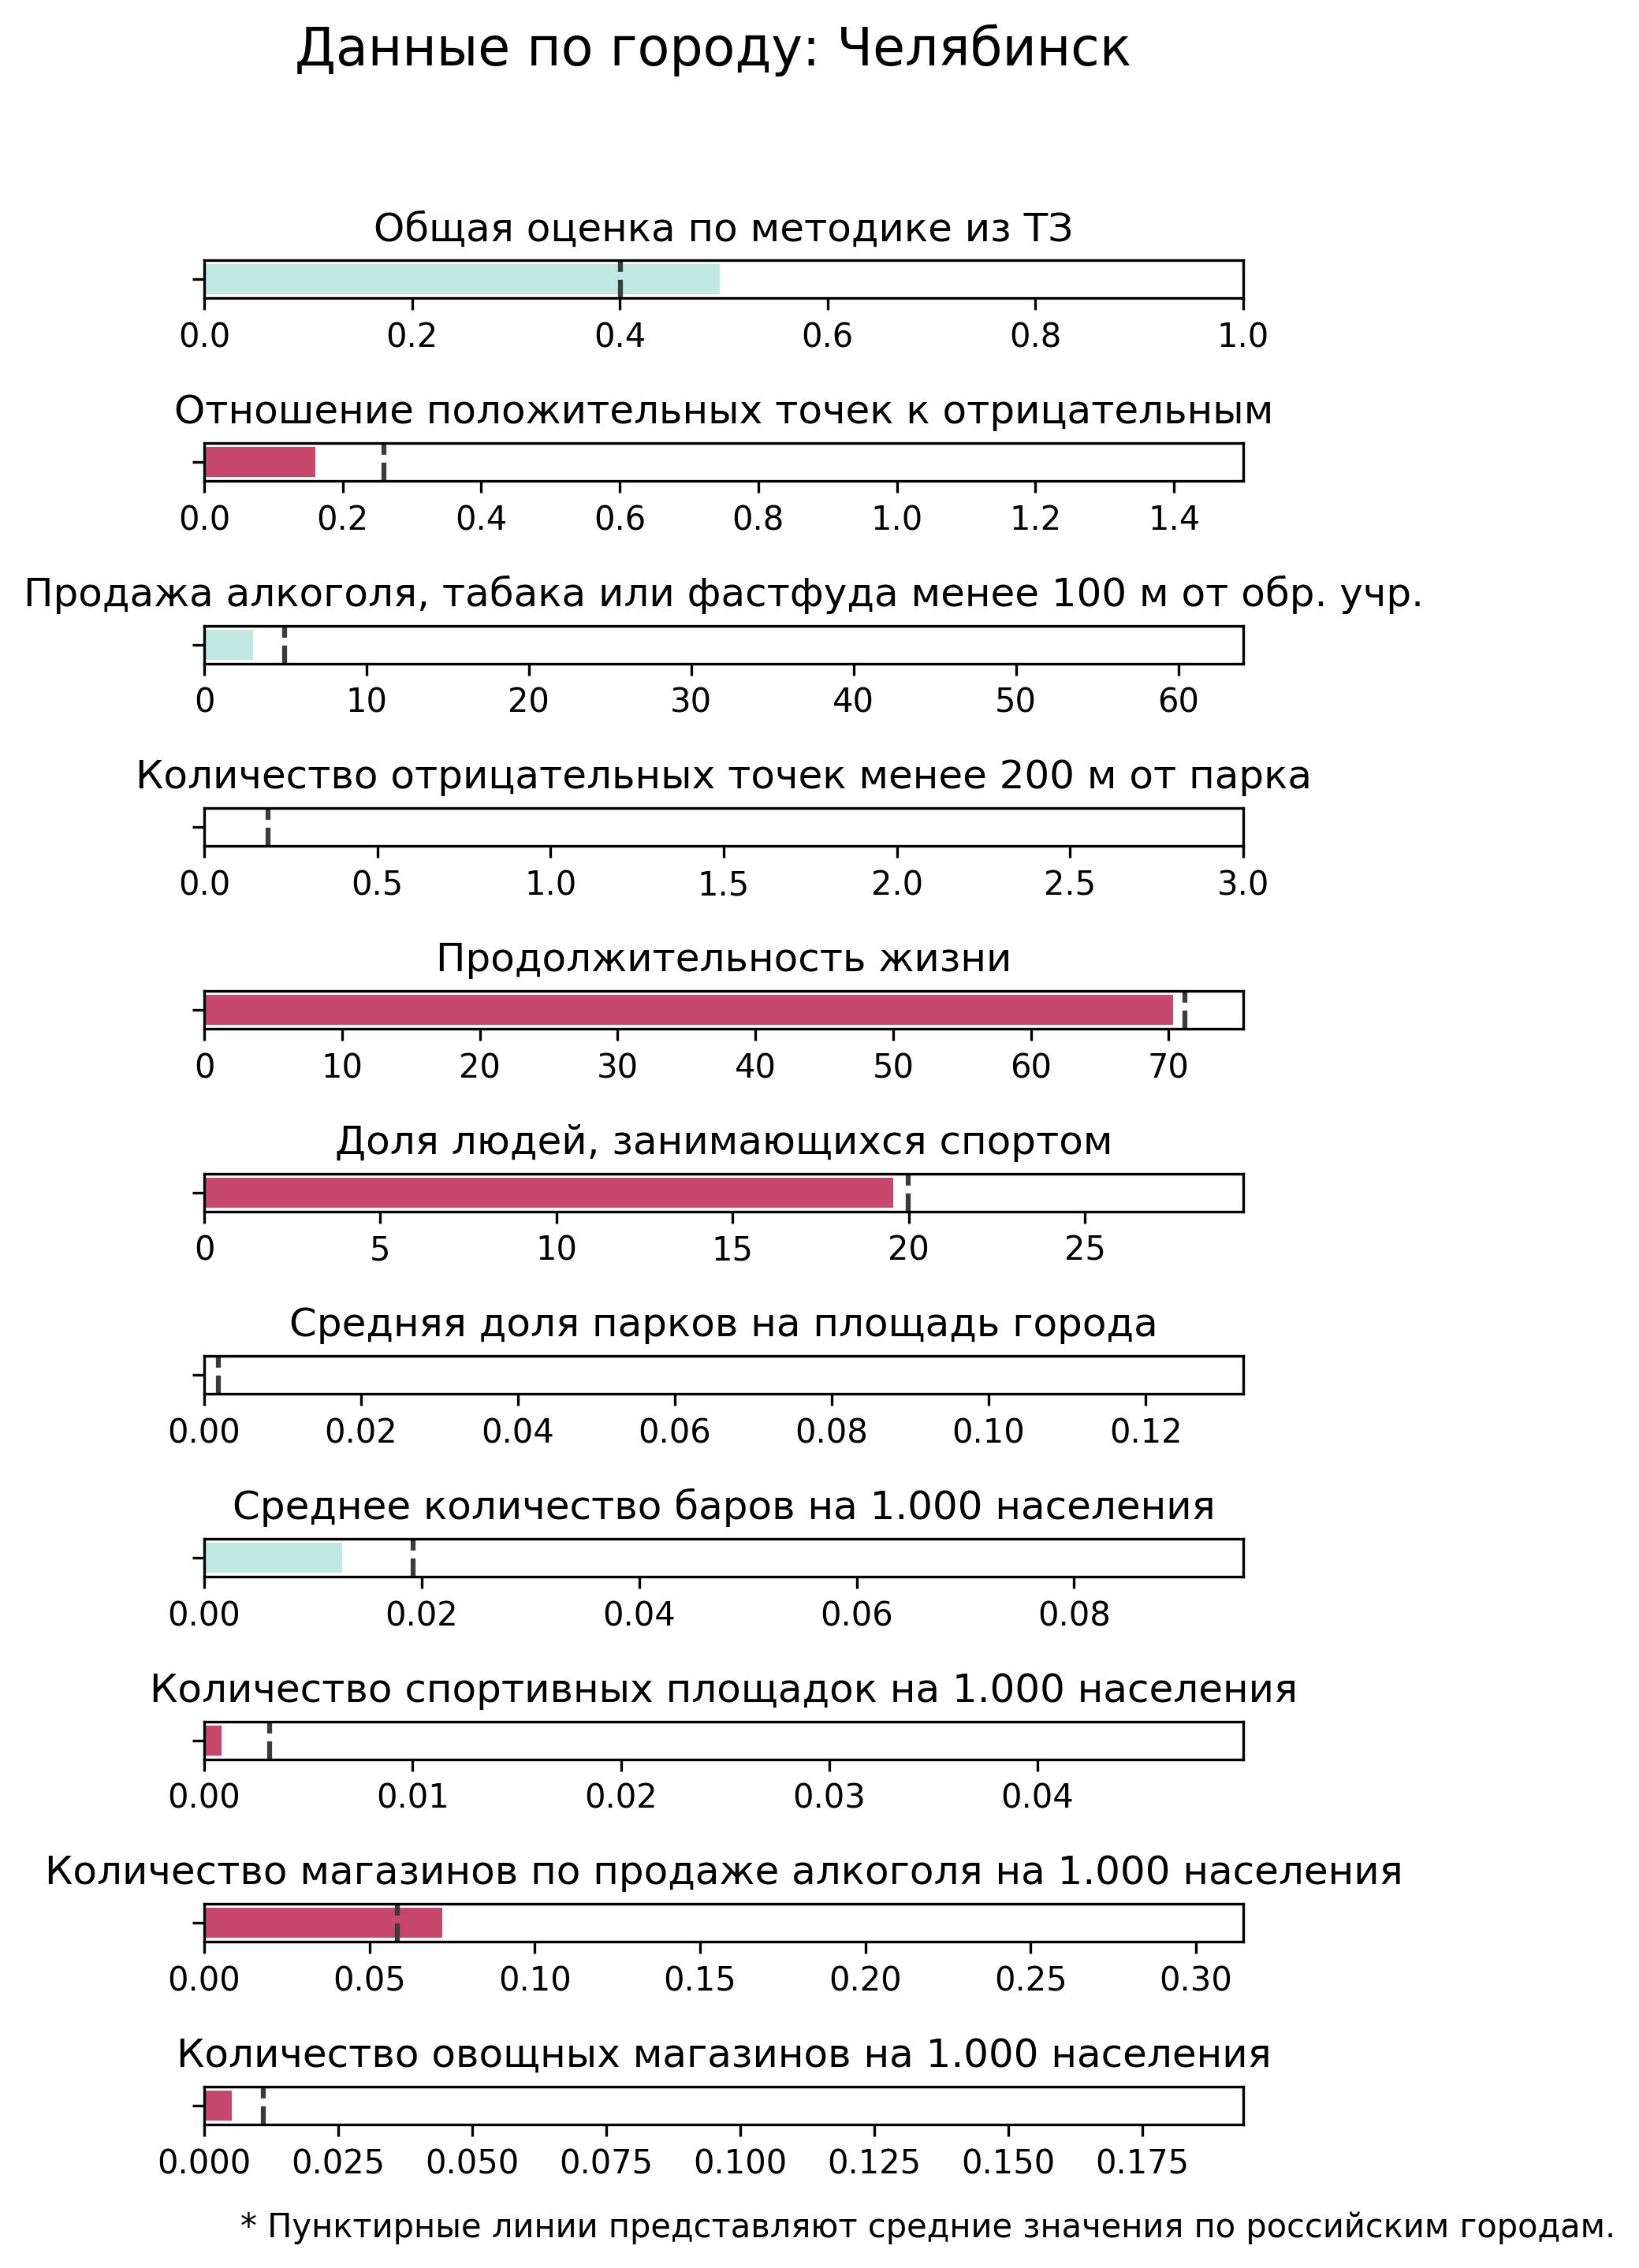 Данные по городу: Челябинск
Общая оценка по методике из ТЗ
0.0 0.2 0.4 0.6 0.8 1.0
Отношение положительных точек к отрицательным
0.0 0.2 0.4 0.6 0.8 1.0 1.2 1.4
Продажа алкоголя, табака или фастфуда менее 100 м от обр. учр.
0 10 20 30 40 50 60
Количество отрицательных точек менее 200 м от парка
0.0 0.5 1.0 1.5 2.0 2.5 3.0
Продолжительность жизни
0 10 20 30 40 50 60 70
Доля людей, занимающихся спортом
0 5 10 15 20 25
Средняя доля парков на площадь города
0.00 0.02 0.04 0.06 0.08 0.10 0.12
Среднее количество баров на 1.000 населения
0.00 0.02 0.04 0.06 0.08
Количество спортивных площадок на 1.000 населения
0.00 0.01 0.02 0.03 0.04
Количество магазинов по продаже алкоголя на 1.000 населения
0.00 0.05 0.10 0.15 0.20 0.25 0.30
Количество овощных магазинов на 1.000 населения
0.000 0.025 0.050 0.075 0.100 0.125 0.150 0.175
* Пунктирные линии представляют средние значения по российским городам.